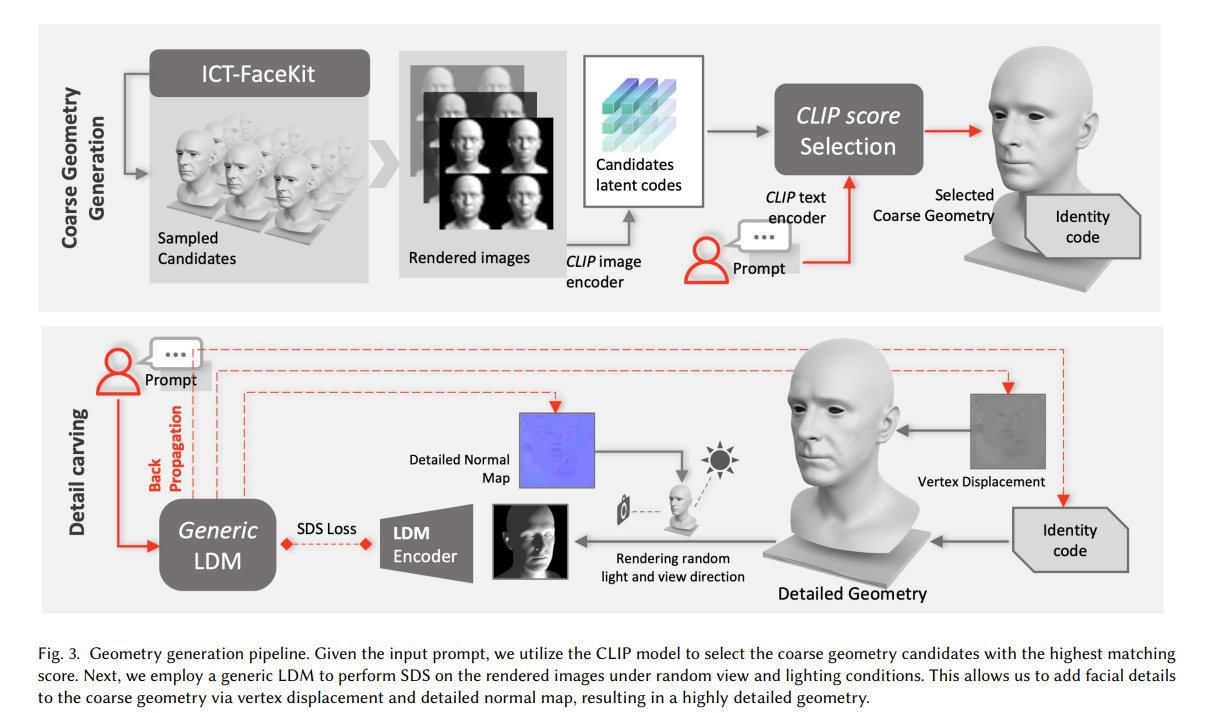 Coarse Geometry
Generation
ICT-FaceKit
Sampled
Candidates
Rendered images
CLIP image
encoder
Candidates
latent codes
CLIP score
Selection
CLIP text
encoder
...
Prompt
Selected
Coarse Geometry
Identity
code
Detail carving
...
Prompt
Back
Propagation
Generic
LDM
SDS Loss
LDM
Encoder
Detailed Normal
Map
Rendering random
light and view direction
Vertex Displacement
Identity
code
Detailed Geometry
Fig. 3. Geometry generation pipeline. Given the input prompt, we utilize the CLIP model to select the coarse geometry candidates with the highest matching
score. Next, we employ a generic LDM to perform SDS on the rendered images under random view and lighting conditions. This allows us to add facial details
to the coarse geometry via vertex displacement and detailed normal map, resulting in a highly detailed geometry.